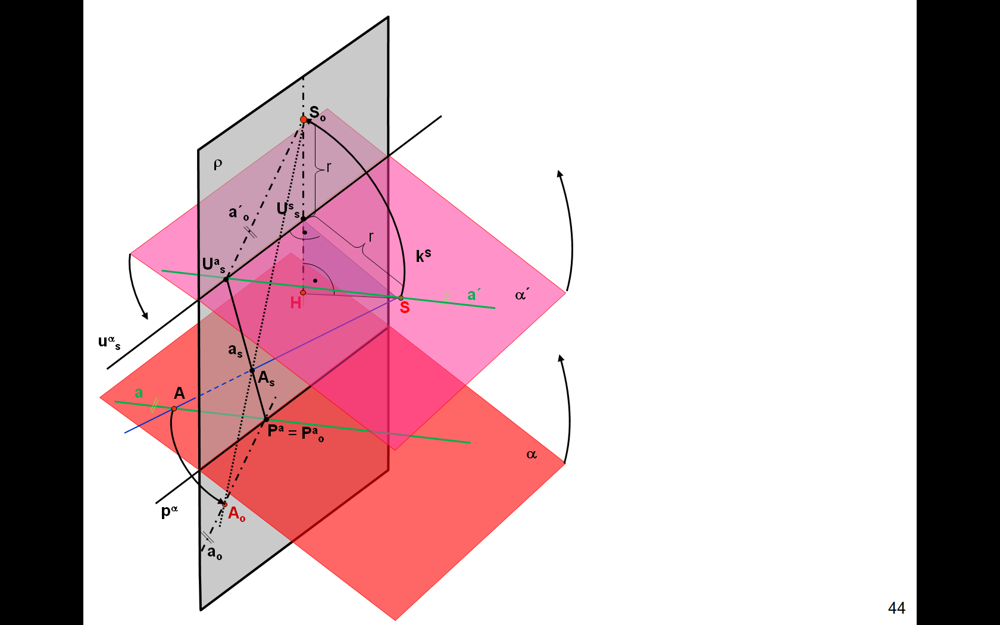 Sₒ
ρ
r
a´ₒ
Uˢₛ
r
kˢ
Uᵃₛ
a´
α´
H
S
uᵅₛ
aₛ
Aₛ
a
A
Pᵃ = Pᵃₒ
α
pᵅ
Aₒ
aₒ
44